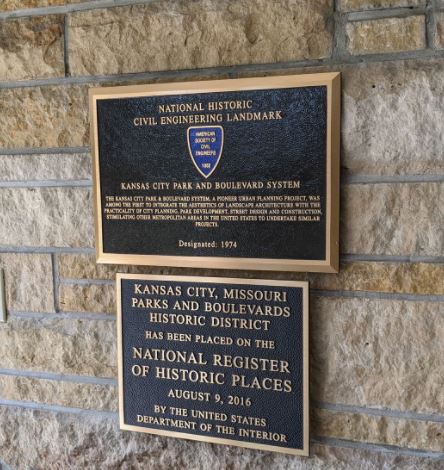 NATIONAL HISTORIC
CIVIL ENGINEERING LANDMARK
AMERICAN
SOCIETY OF
CIVIL
ENGINEERS
1852
KANSAS CITY PARK AND BOULEVARD SYSTEM
THE KANSAS CITY PARK & BOULEVARD SYSTEM, A PIONEER URBAN PLANNING PROJECT, WAS
AMONG THE FIRST TO INTEGRATE THE AESTHETICS OF LANDSCAPE ARCHITECTURE WITH THE
PRACTICALITY OF CITY PLANNING, PARK DEVELOPMENT, STREET DESIGN AND CONSTRUCTION,
STIMULATING OTHER METROPOLITAN AREAS IN THE UNITED STATES TO UNDERTAKE SIMILAR
PROJECTS.
Designated: 1974
KANSAS CITY, MISSOURI
PARKS AND BOULEVARDS
HISTORIC DISTRICT
HAS BEEN PLACED ON THE
NATIONAL REGISTER
OF HISTORIC PLACES
AUGUST 9, 2016
BY THE UNITED STATES
DEPARTMENT OF THE INTERIOR